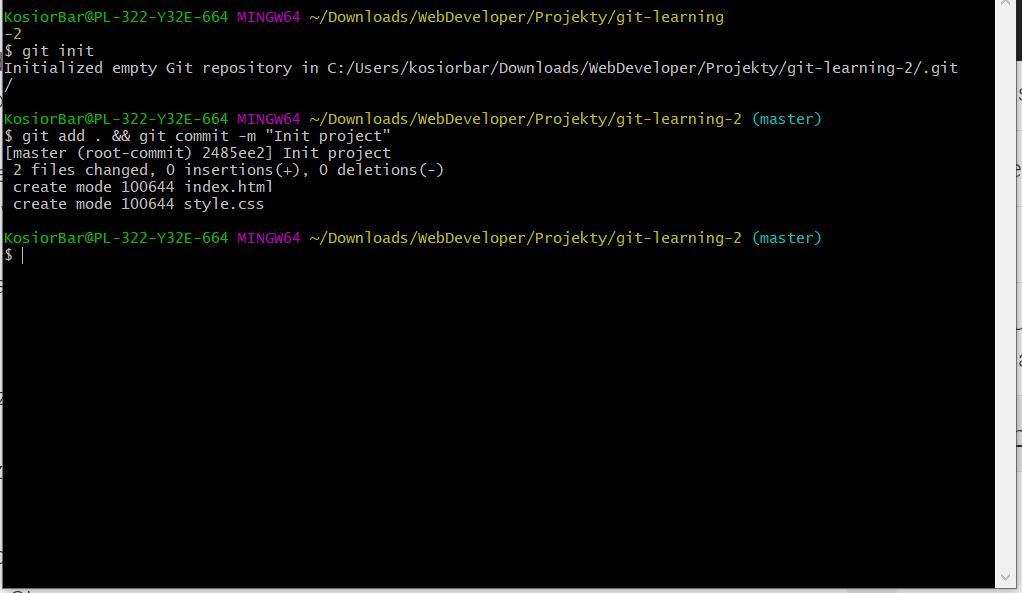 KosiorBar@PL-322-Y32E-664 MINGW64 ~/Downloads/WebDeveloper/Projekty/git-learning
-2
$ git init
Initialized empty Git repository in C:/Users/kosiorbar/Downloads/WebDeveloper/Projekty/git-learning-2/.git
/
KosiorBar@PL-322-Y32E-664 MINGW64 ~/Downloads/WebDeveloper/Projekty/git-learning-2 (master)
$ git add . && git commit -m "Init project"
[master (root-commit) 2485ee2] Init project
 2 files changed, 0 insertions(+), 0 deletions(-)
 create mode 100644 index.html
 create mode 100644 style.css
KosiorBar@PL-322-Y32E-664 MINGW64 ~/Downloads/WebDeveloper/Projekty/git-learning-2 (master)
$